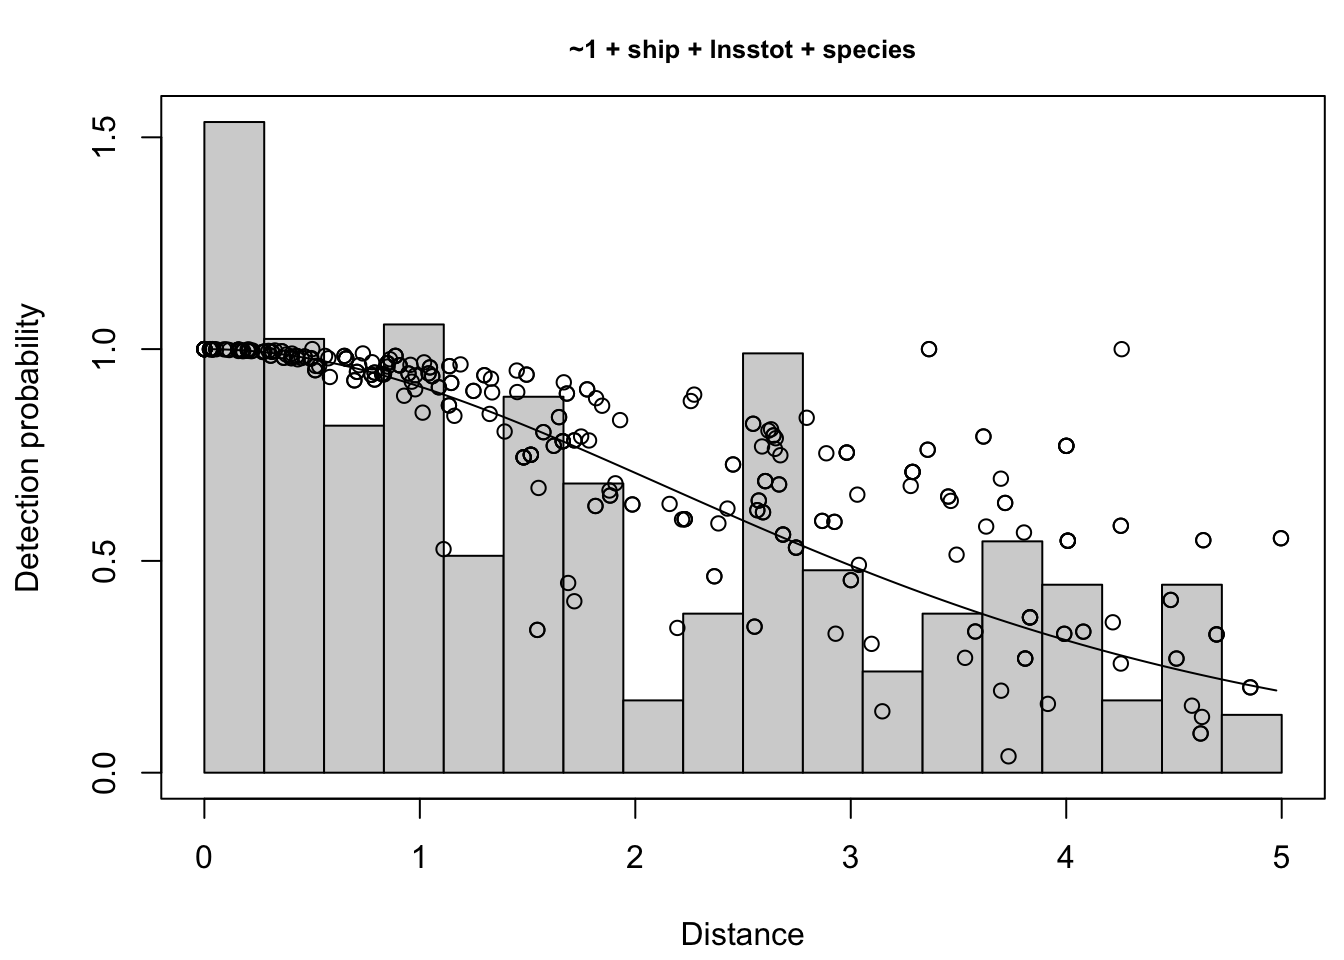 ~1 + ship + lnsstot + species
Detection probability
1.5
1.0
0.5
0.0
0 1 2 3 4 5
Distance